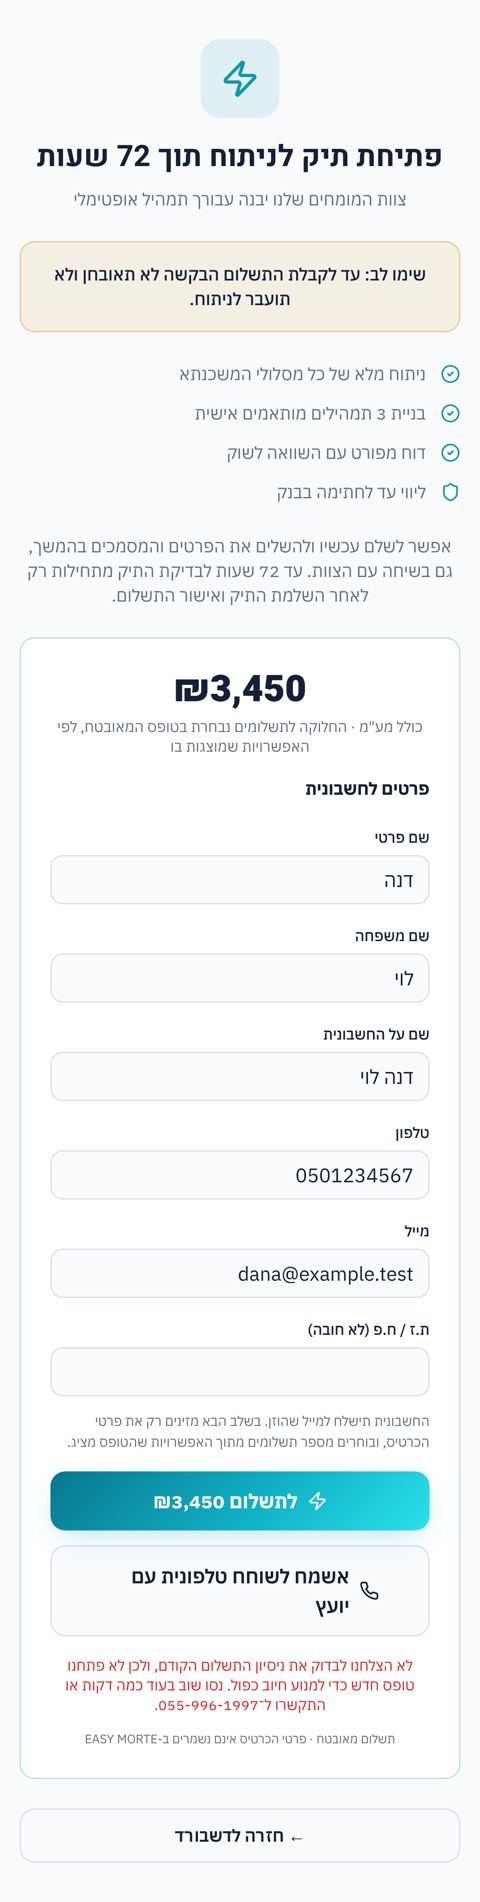 פתיחת תיק לניתוח תוך 72 שעות
צוות המומחים שלנו יבנה עבורך תמהיל אופטימלי
שימו לב: עד לקבלת התשלום הבקשה לא תאובחן ולא
תועבר לניתוח.
ניתוח מלא של כל מסלולי המשכנתא
בניית 3 תמהילים מותאמים אישית
דוח מפורט עם השוואה לשוק
ליווי עד לחתימה בבנק
אפשר לשלם עכשיו ולהשלים את הפרטים והמסמכים בהמשך,
גם בשיחה עם הצוות. עד 72 שעות לבדיקת התיק מתחילות רק
לאחר השלמת התיק ואישור התשלום.
₪3,450
כולל מע"מ · החלוקה לתשלומים נבחרת בטופס המאובטח, לפי
האפשרויות שמוצגות בו
פרטים לחשבונית
שם פרטי
דנה
שם משפחה
לוי
שם על החשבונית
דנה לוי
טלפון
0501234567
מייל
dana@example.test
ת.ז / ח.פ (לא חובה)
החשבונית תישלח למייל שהוזן. בשלב הבא מזינים רק את פרטי
הכרטיס, ובוחרים מספר תשלומים מתוך האפשרויות שהטופס מציג.
לתשלום ₪3,450
אשמח לשוחח טלפונית עם
יועץ
לא הצלחנו לבדוק את ניסיון התשלום הקודם, ולכן לא פתחנו
טופס חדש כדי למנוע חיוב כפול. נסו שוב בעוד כמה דקות או
התקשרו ל־055-996-1997.
תשלום מאובטח · פרטי הכרטיס אינם נשמרים ב-EASY MORTE
← חזרה לדשבורד